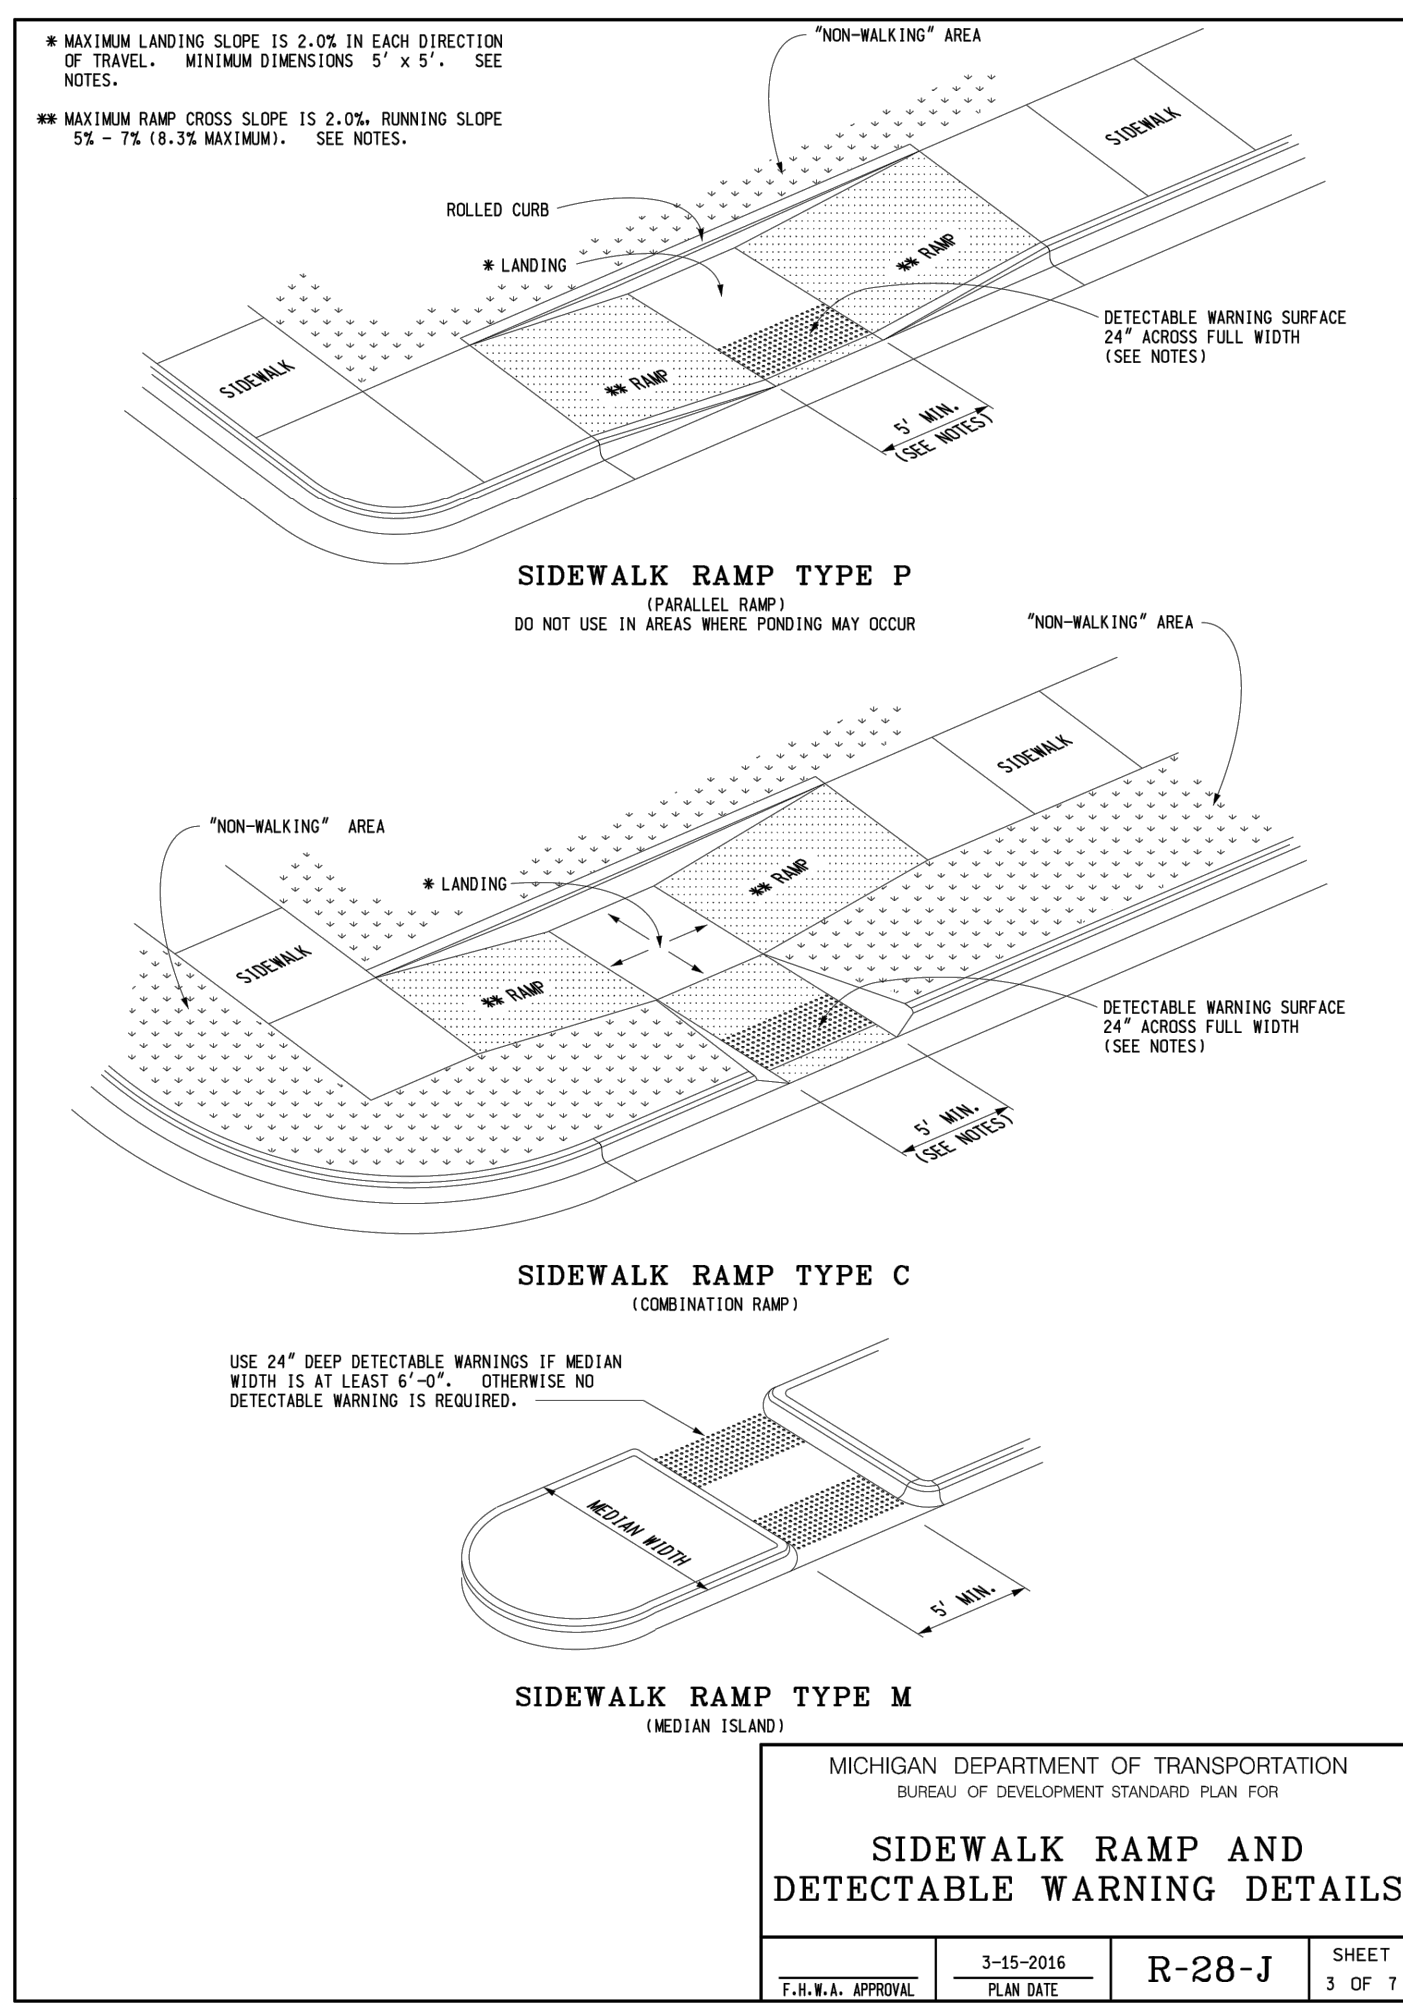 * MAXIMUM LANDING SLOPE IS 2.0% IN EACH DIRECTION
OF TRAVEL. MINIMUM DIMENSIONS 5' x 5'. SEE
NOTES.
** MAXIMUM RAMP CROSS SLOPE IS 2.0%, RUNNING SLOPE
5% - 7% (8.3% MAXIMUM). SEE NOTES.
"NON-WALKING" AREA
SIDEWALK
ROLLED CURB
** RAMP
* LANDING
DETECTABLE WARNING SURFACE
24" ACROSS FULL WIDTH
(SEE NOTES)
SIDEWALK
** RAMP
5' MIN.
(SEE NOTES)
SIDEWALK RAMP TYPE P
(PARALLEL RAMP)
DO NOT USE IN AREAS WHERE PONDING MAY OCCUR
"NON-WALKING" AREA
SIDEWALK
"NON-WALKING" AREA
* LANDING
** RAMP
SIDEWALK
** RAMP
DETECTABLE WARNING SURFACE
24" ACROSS FULL WIDTH
(SEE NOTES)
5' MIN.
(SEE NOTES)
SIDEWALK RAMP TYPE C
(COMBINATION RAMP)
USE 24" DEEP DETECTABLE WARNINGS IF MEDIAN
WIDTH IS AT LEAST 6'-0". OTHERWISE NO
DETECTABLE WARNING IS REQUIRED.
MEDIAN WIDTH
5' MIN.
SIDEWALK RAMP TYPE M
(MEDIAN ISLAND)
MICHIGAN DEPARTMENT OF TRANSPORTATION
BUREAU OF DEVELOPMENT STANDARD PLAN FOR
SIDEWALK RAMP AND
DETECTABLE WARNING DETAILS
F.H.W.A. APPROVAL
3-15-2016
PLAN DATE
R-28-J
SHEET
3 OF 7